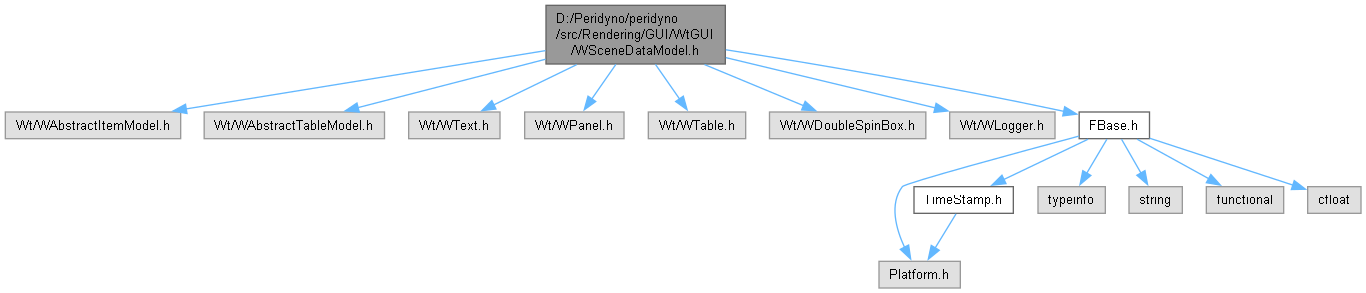 D:/Peridyno/peridyno
/src/Rendering/GUI/WtGUI
/WSceneDataModel.h
Wt/WAbstractItemModel.h
Wt/WAbstractTableModel.h
Wt/WText.h
Wt/WPanel.h
Wt/WTable.h
Wt/WDoubleSpinBox.h
Wt/WLogger.h
FBase.h
TimeStamp.h
typeinfo
string
functional
cfloat
Platform.h